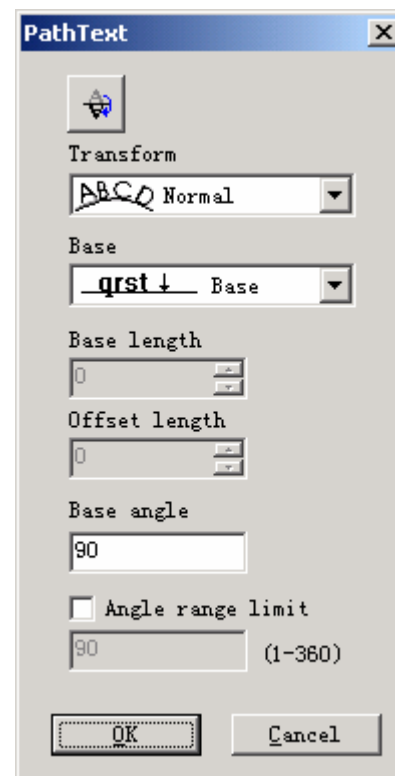 PathText
Transform
ABCD Normal
Base
qrst ↓ Base
Base length
0
Offset length
0
Base angle
90
Angle range limit
90 (1-360)
OK Cancel